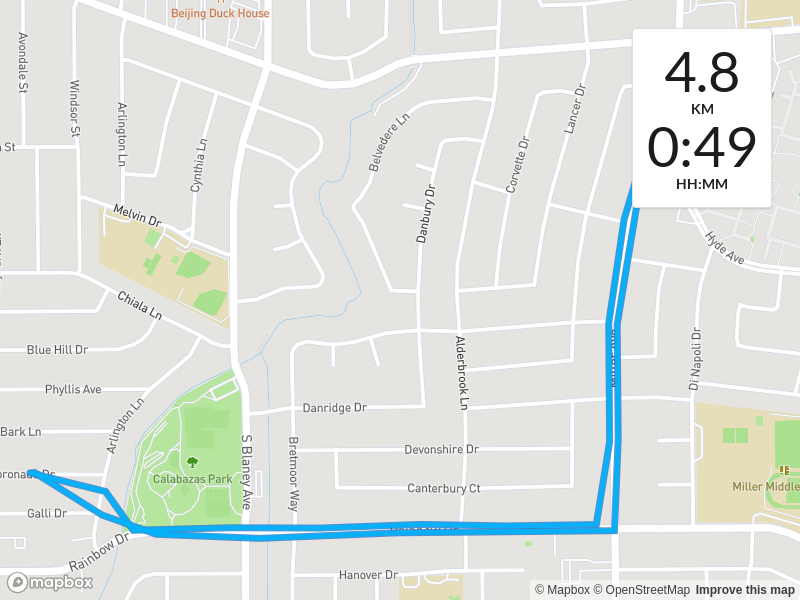 Beijing Duck House
4.8
KM
0:49
HH:MM
Avondale St
Windsor St
Arlington Ln
Cynthia Ln
Belvedere Ln
Lancer Dr
Corvette Dr
Danbury Dr
Melvin Dr
Hyde Ave
Chiala Ln
Blue Hill Dr
Phyllis Ave
Arlington Ln
Bark Ln
Alderbrook Ln
Di Napoli Dr
Danridge Dr
Bretmoor Way
S Blaney Ave
Devonshire Dr
Calabazas Park
Canterbury Ct
Miller Middle
Galli Dr
Rainbow Dr
Hanover Dr
mapbox
© Mapbox © OpenStreetMap Improve this map